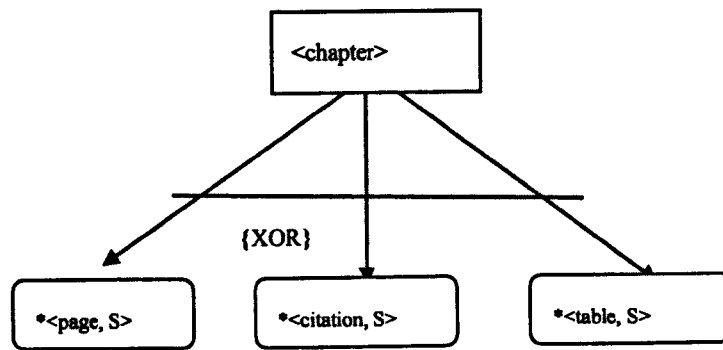 <chapter>
{XOR}
*<page, S>
*<citation, S>
*<table, S>